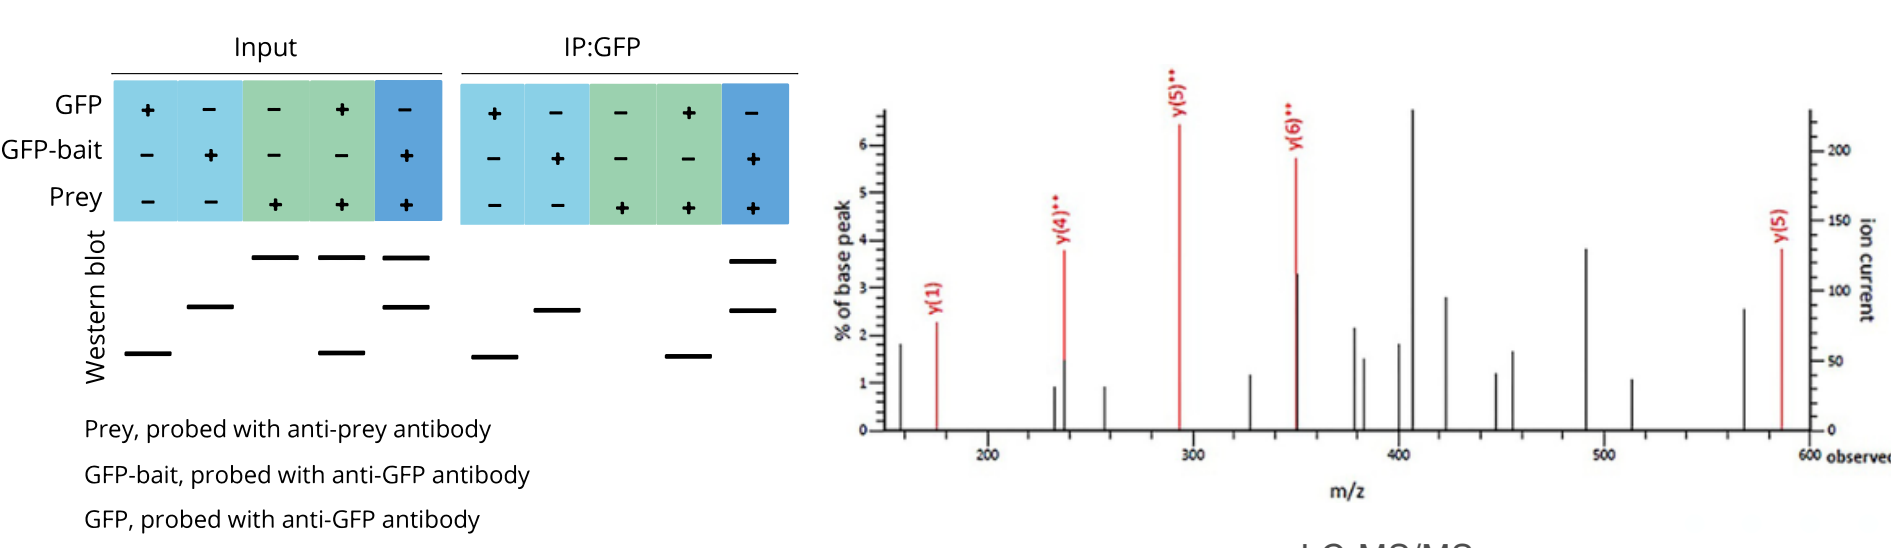 Input
IP:GFP
GFP + - - + - + - - + -
GFP-bait - + - - + - + - - +
Prey - - + + + - - + + +
Western blot
Prey, probed with anti-prey antibody
GFP-bait, probed with anti-GFP antibody
GFP, probed with anti-GFP antibody
y(1)
y(4)++
y(5)++
y(6)++
y(5)
% of base peak
6
5
4
3
2
1
0
200
150
100
50
0
ion current
200 300 400 500 600 observed
m/z